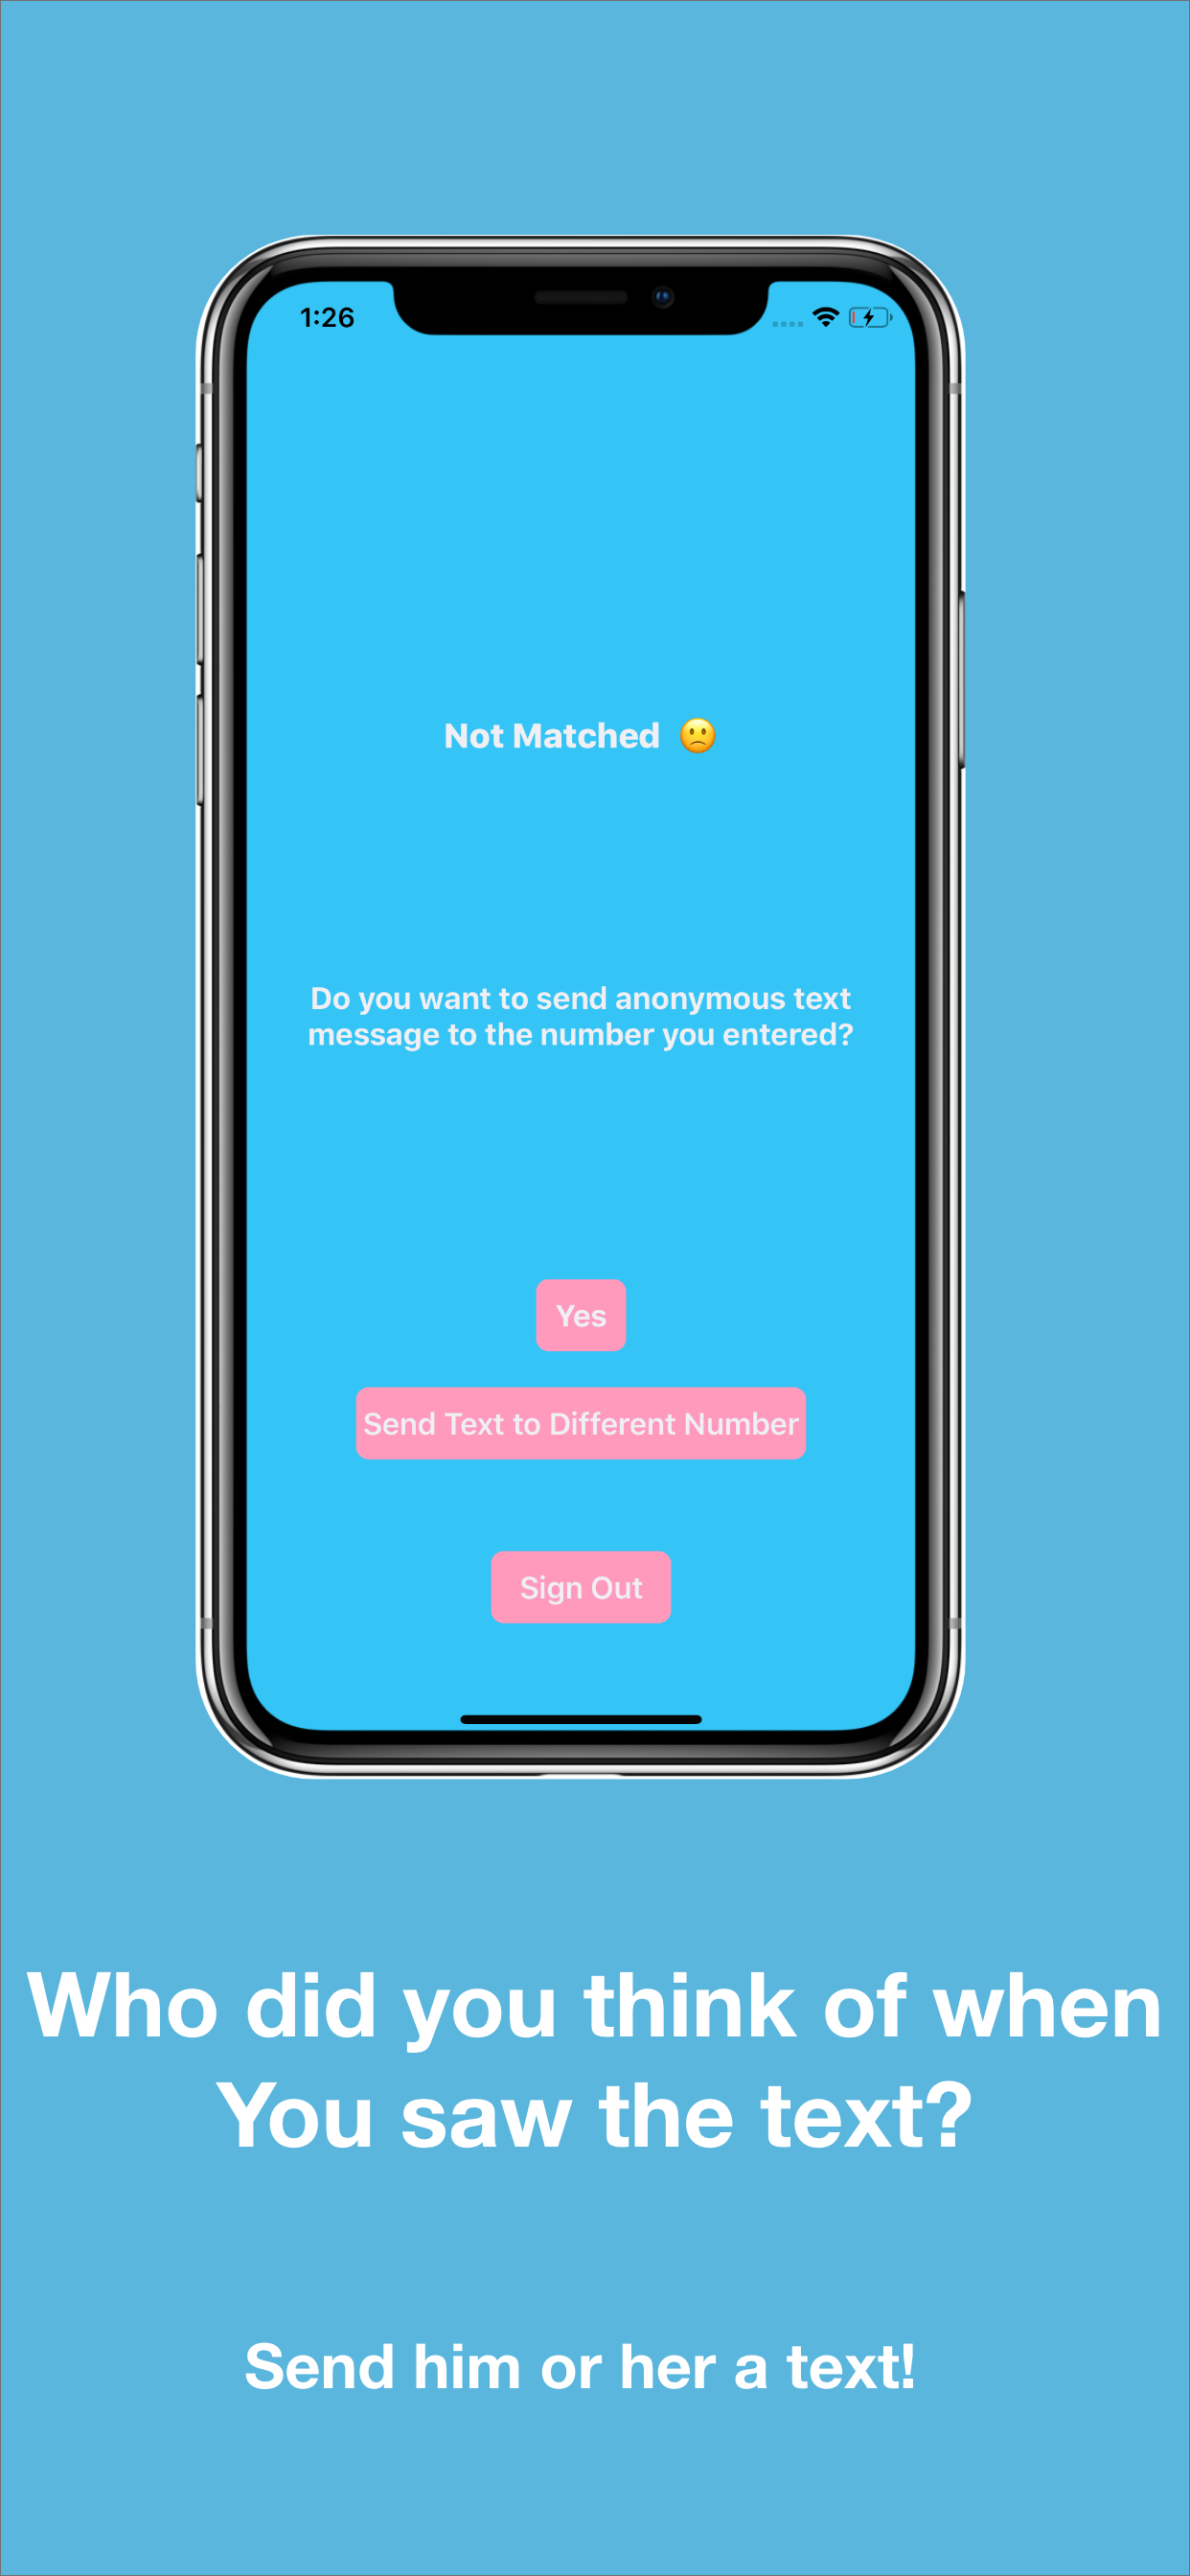 1:26
Not Matched 🙁
Do you want to send anonymous text
message to the number you entered?
Yes
Send Text to Different Number
Sign Out
Who did you think of when
You saw the text?
Send him or her a text!